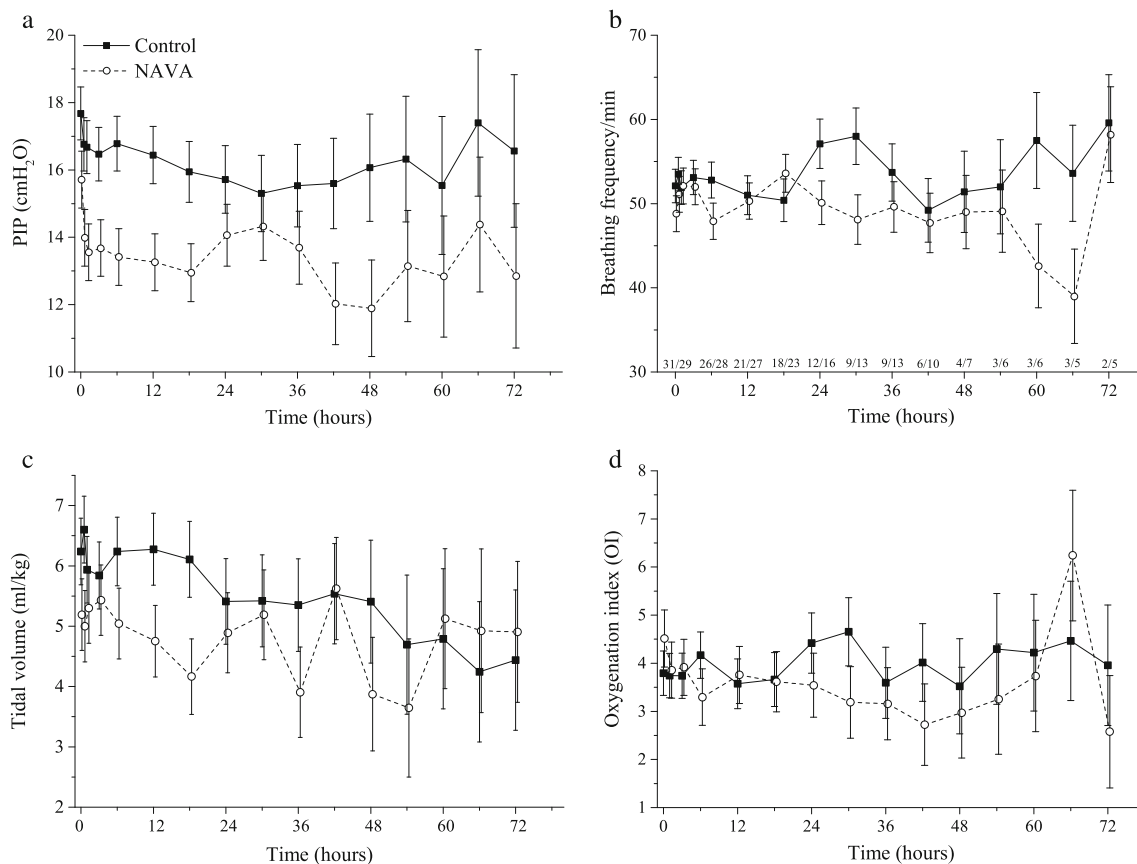 a
20
18
16
14
12
10
PIP (cmH₂O)
Control
NAVA
0 12 24 36 48 60 72
Time (hours)
b
70
60
50
40
30
Breathing frequency/min
31/29 26/28 21/27 18/23 12/16 9/13 9/13 6/10 4/7 3/6 3/6 3/5 2/5
0 12 24 36 48 60 72
Time (hours)
c
7
6
5
4
3
2
Tidal volume (ml/kg)
0 12 24 36 48 60 72
Time (hours)
d
8
7
6
5
4
3
2
1
Oxygenation index (OI)
0 12 24 36 48 60 72
Time (hours)